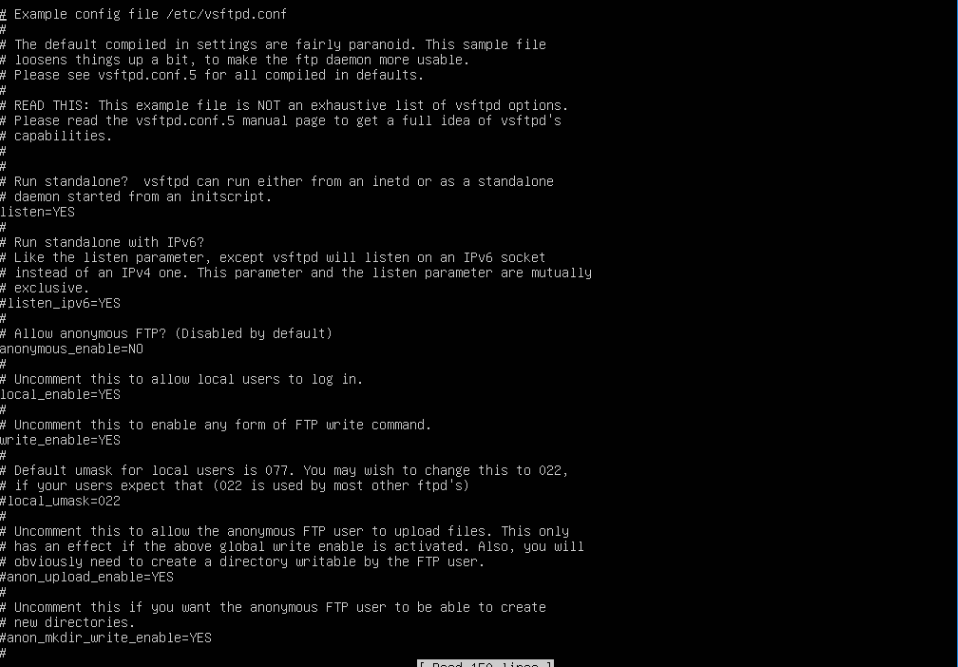 # Example config file /etc/vsftpd.conf
#
# The default compiled in settings are fairly paranoid. This sample file
# loosens things up a bit, to make the ftp daemon more usable.
# Please see vsftpd.conf.5 for all compiled in defaults.
#
# READ THIS: This example file is NOT an exhaustive list of vsftpd options.
# Please read the vsftpd.conf.5 manual page to get a full idea of vsftpd's
# capabilities.
#
#
# Run standalone?  vsftpd can run either from an inetd or as a standalone
# daemon started from an initscript.
listen=YES
#
# Run standalone with IPv6?
# Like the listen parameter, except vsftpd will listen on an IPv6 socket
# instead of an IPv4 one. This parameter and the listen parameter are mutually
# exclusive.
#listen_ipv6=YES
#
# Allow anonymous FTP? (Disabled by default)
anonymous_enable=NO
#
# Uncomment this to allow local users to log in.
local_enable=YES
#
# Uncomment this to enable any form of FTP write command.
write_enable=YES
#
# Default umask for local users is 077. You may wish to change this to 022,
# if your users expect that (022 is used by most other ftpd's)
#local_umask=022
#
# Uncomment this to allow the anonymous FTP user to upload files. This only
# has an effect if the above global write enable is activated. Also, you will
# obviously need to create a directory writable by the FTP user.
#anon_upload_enable=YES
#
# Uncomment this if you want the anonymous FTP user to be able to create
# new directories.
#anon_mkdir_write_enable=YES
#
[ Read lines ]